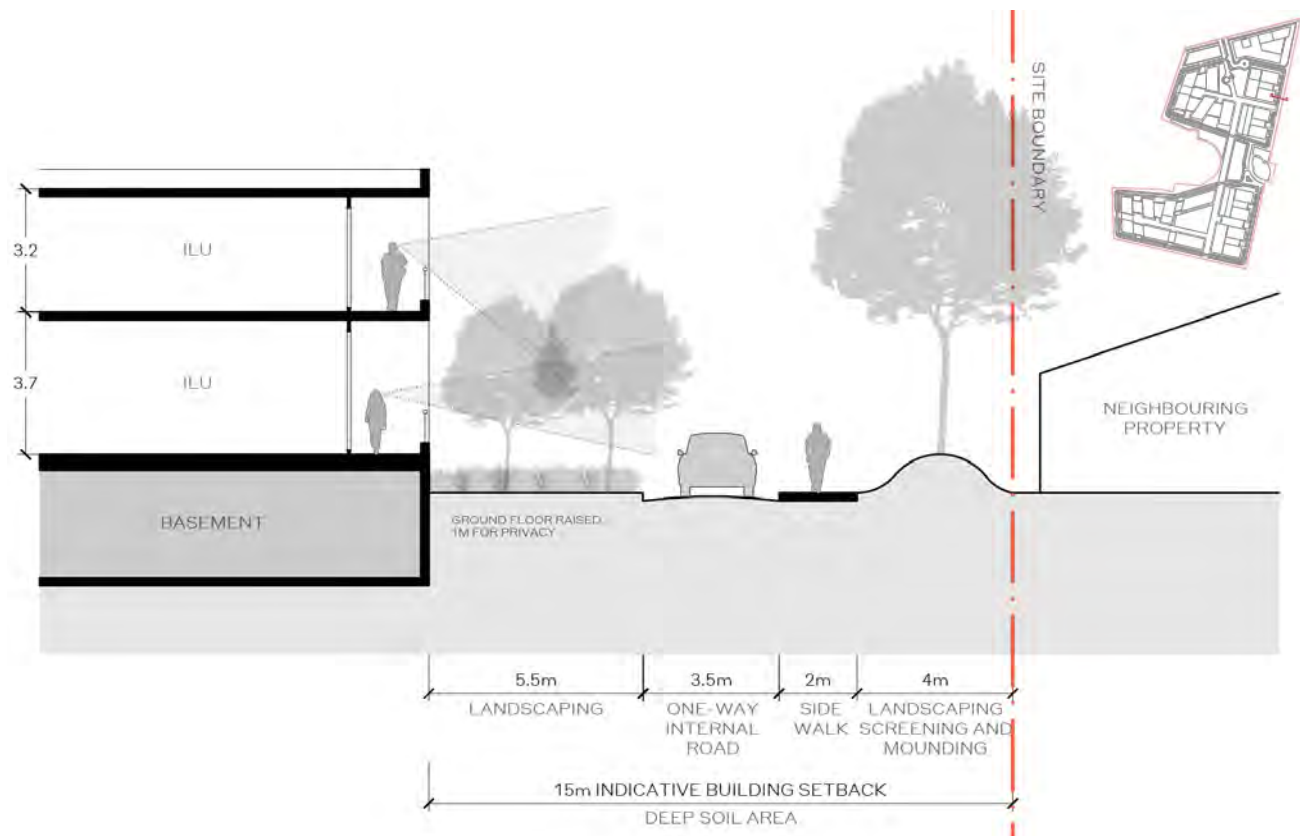 SITE BOUNDARY
3.2
ILU
3.7
ILU
NEIGHBOURING
PROPERTY
BASEMENT
GROUND FLOOR RAISED
1M FOR PRIVACY
5.5m
3.5m
2m
4m
LANDSCAPING
ONE-WAY
INTERNAL
ROAD
SIDE
WALK
LANDSCAPING
SCREENING AND
MOUNDING
15m INDICATIVE BUILDING SETBACK
DEEP SOIL AREA